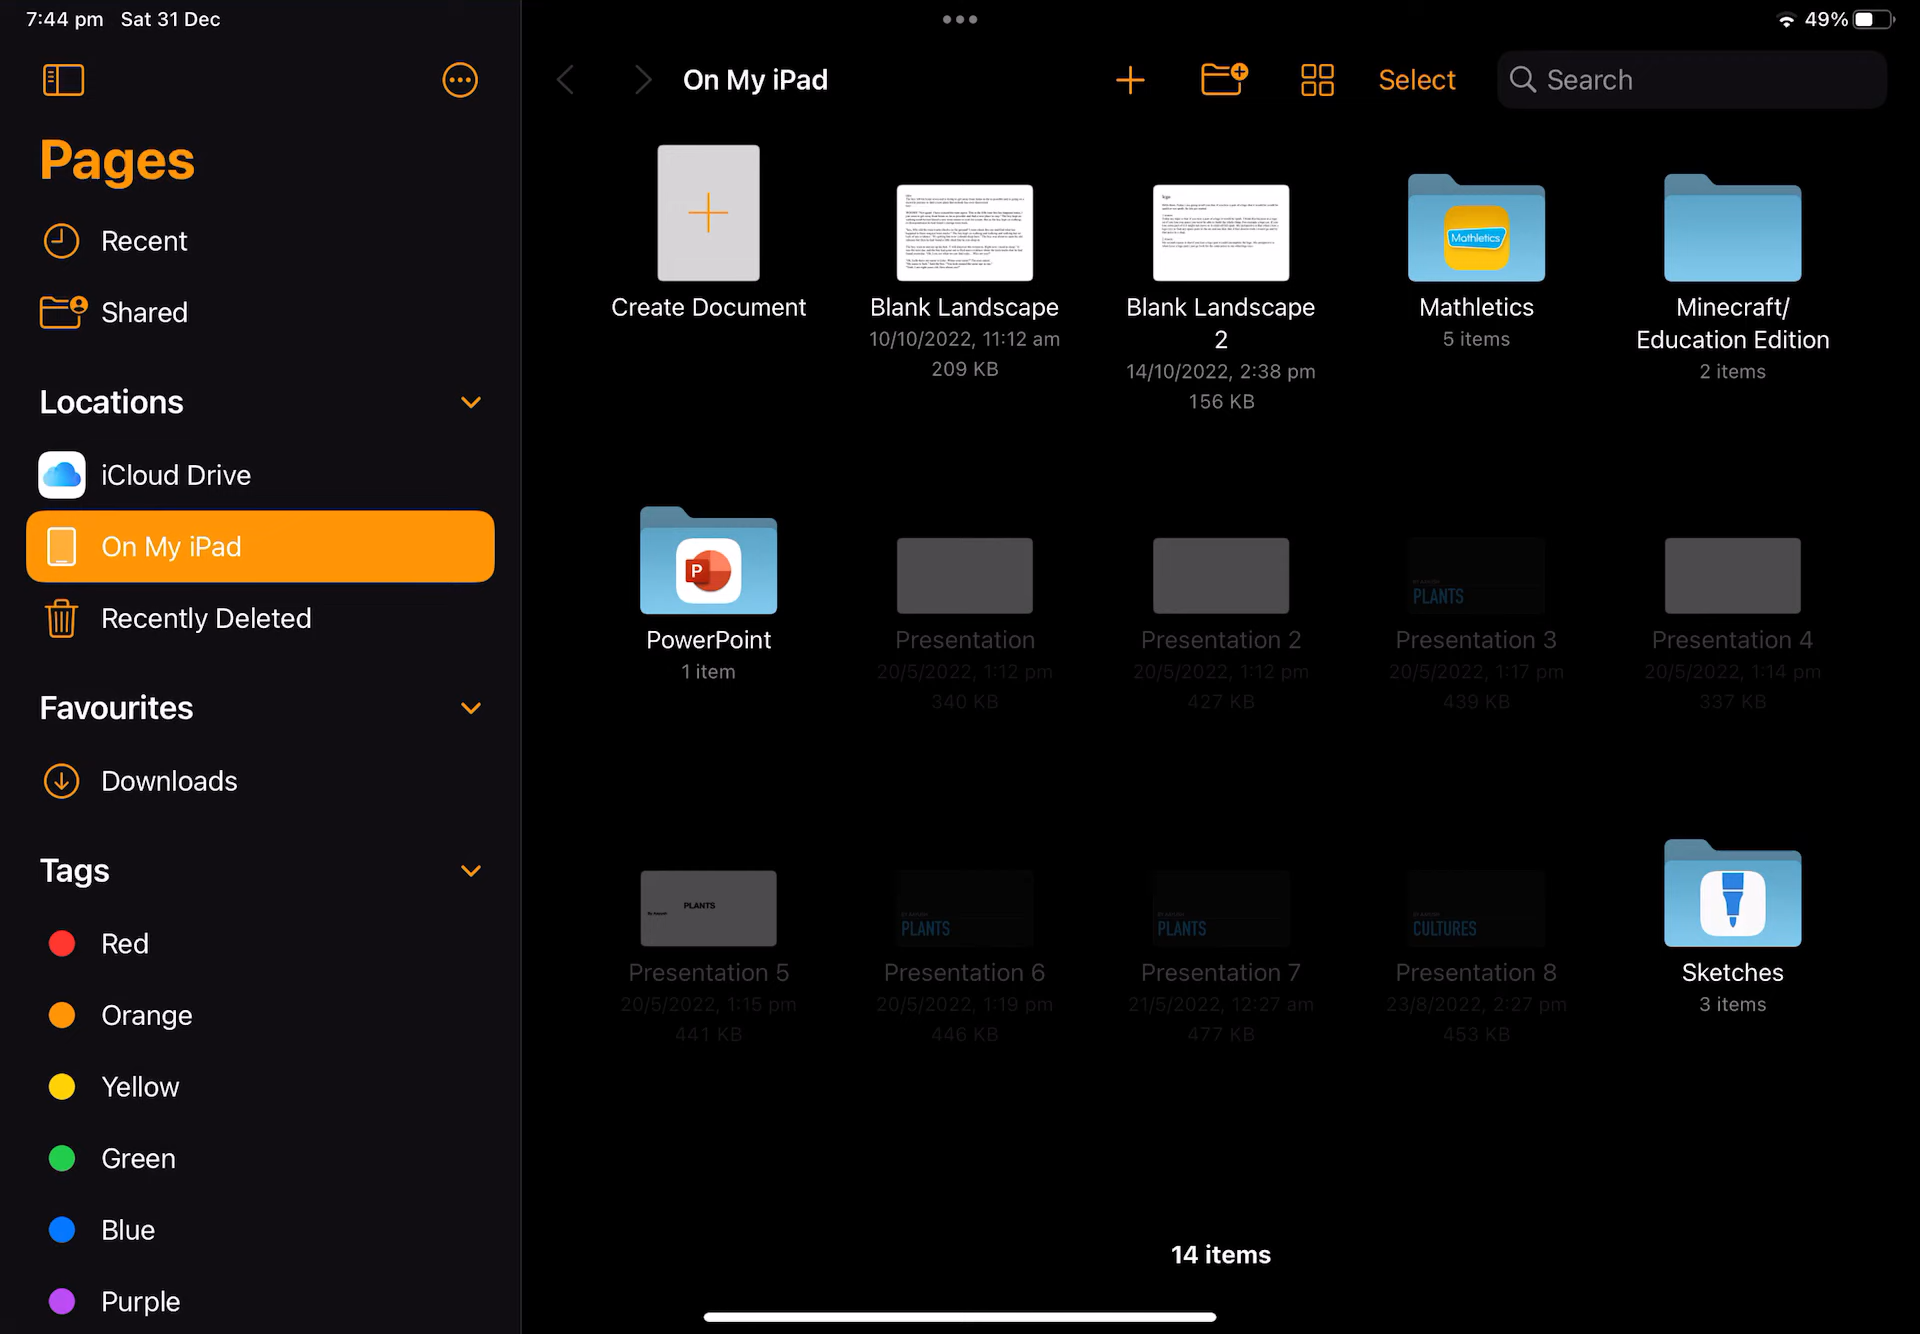 7:44 pm Sat 31 Dec
49%
Pages
Recent
Shared
Locations
iCloud Drive
On My iPad
Recently Deleted
Favourites
Downloads
Tags
Red
Orange
Yellow
Green
Blue
Purple
On My iPad
Select
Search
Create Document
Blank Landscape
10/10/2022, 11:12 am
209 KB
Blank Landscape
2
14/10/2022, 2:38 pm
156 KB
Mathletics
Mathletics
5 items
Minecraft/
Education Edition
2 items
P
PowerPoint
1 item
Presentation
20/5/2022, 1:12 pm
340 KB
Presentation 2
20/5/2022, 1:12 pm
427 KB
PLANTS
Presentation 3
20/5/2022, 1:17 pm
439 KB
Presentation 4
20/5/2022, 1:14 pm
337 KB
PLANTS
Presentation 5
20/5/2022, 1:15 pm
441 KB
PLANTS
Presentation 6
20/5/2022, 1:19 pm
446 KB
PLANTS
Presentation 7
21/5/2022, 12:27 am
477 KB
CULTURES
Presentation 8
23/8/2022, 2:27 pm
453 KB
Sketches
3 items
14 items